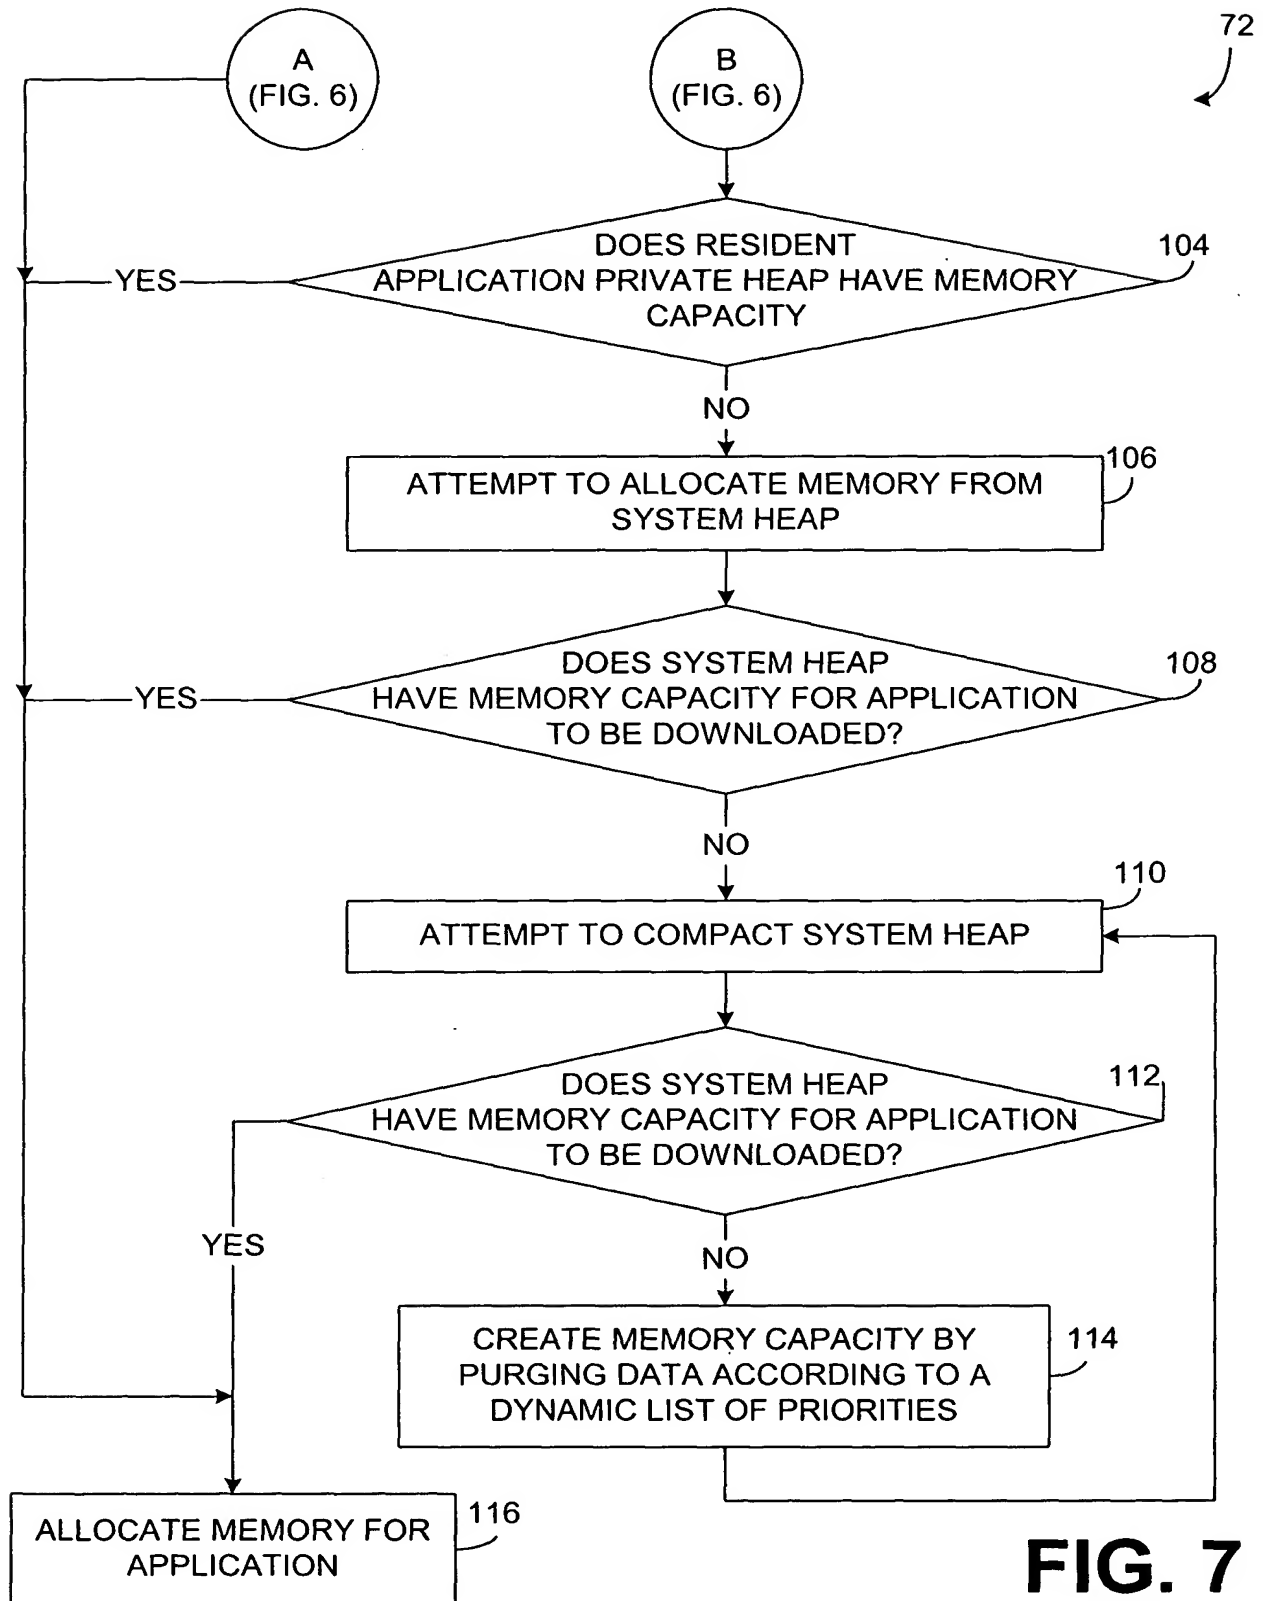 72
A
(FIG. 6)
B
(FIG. 6)
DOES RESIDENT
APPLICATION PRIVATE HEAP HAVE MEMORY
CAPACITY
104
YES
NO
106
ATTEMPT TO ALLOCATE MEMORY FROM
SYSTEM HEAP
DOES SYSTEM HEAP
HAVE MEMORY CAPACITY FOR APPLICATION
TO BE DOWNLOADED?
108
YES
NO
110
ATTEMPT TO COMPACT SYSTEM HEAP
DOES SYSTEM HEAP
HAVE MEMORY CAPACITY FOR APPLICATION
TO BE DOWNLOADED?
112
YES
NO
CREATE MEMORY CAPACITY BY
PURGING DATA ACCORDING TO A
DYNAMIC LIST OF PRIORITIES
114
ALLOCATE MEMORY FOR
APPLICATION
116
FIG. 7